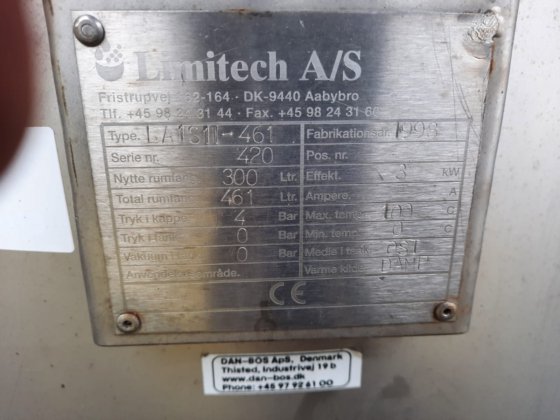 Limitech A/S
Fristrupvej 162-164 · DK-9440 Aabybro
Tlf. +45 98 24 31 44 · Fax. +45 98 24 31 66
Type. -461 Fabrikationsår. 1998
Serie nr. 420 Pos. nr.
Nytte rumfang. 300 Ltr. Effekt. 3 kW
Total rumfang. 461 Ltr. Ampere. A
Tryk i kappe. 4 Bar Max. temp. 100 C
Tryk i tank. 0 Bar Min. temp. 0 C
Vakuum i tank. 0 Bar Medie i tank. OST
Anvendelsesområde. Varme kilde. DAMP
CE
DAN-BOS ApS, Denmark
Thisted, Industrivej 19 b
www.dan-bos.dk
Phone: +45 97 92 61 00